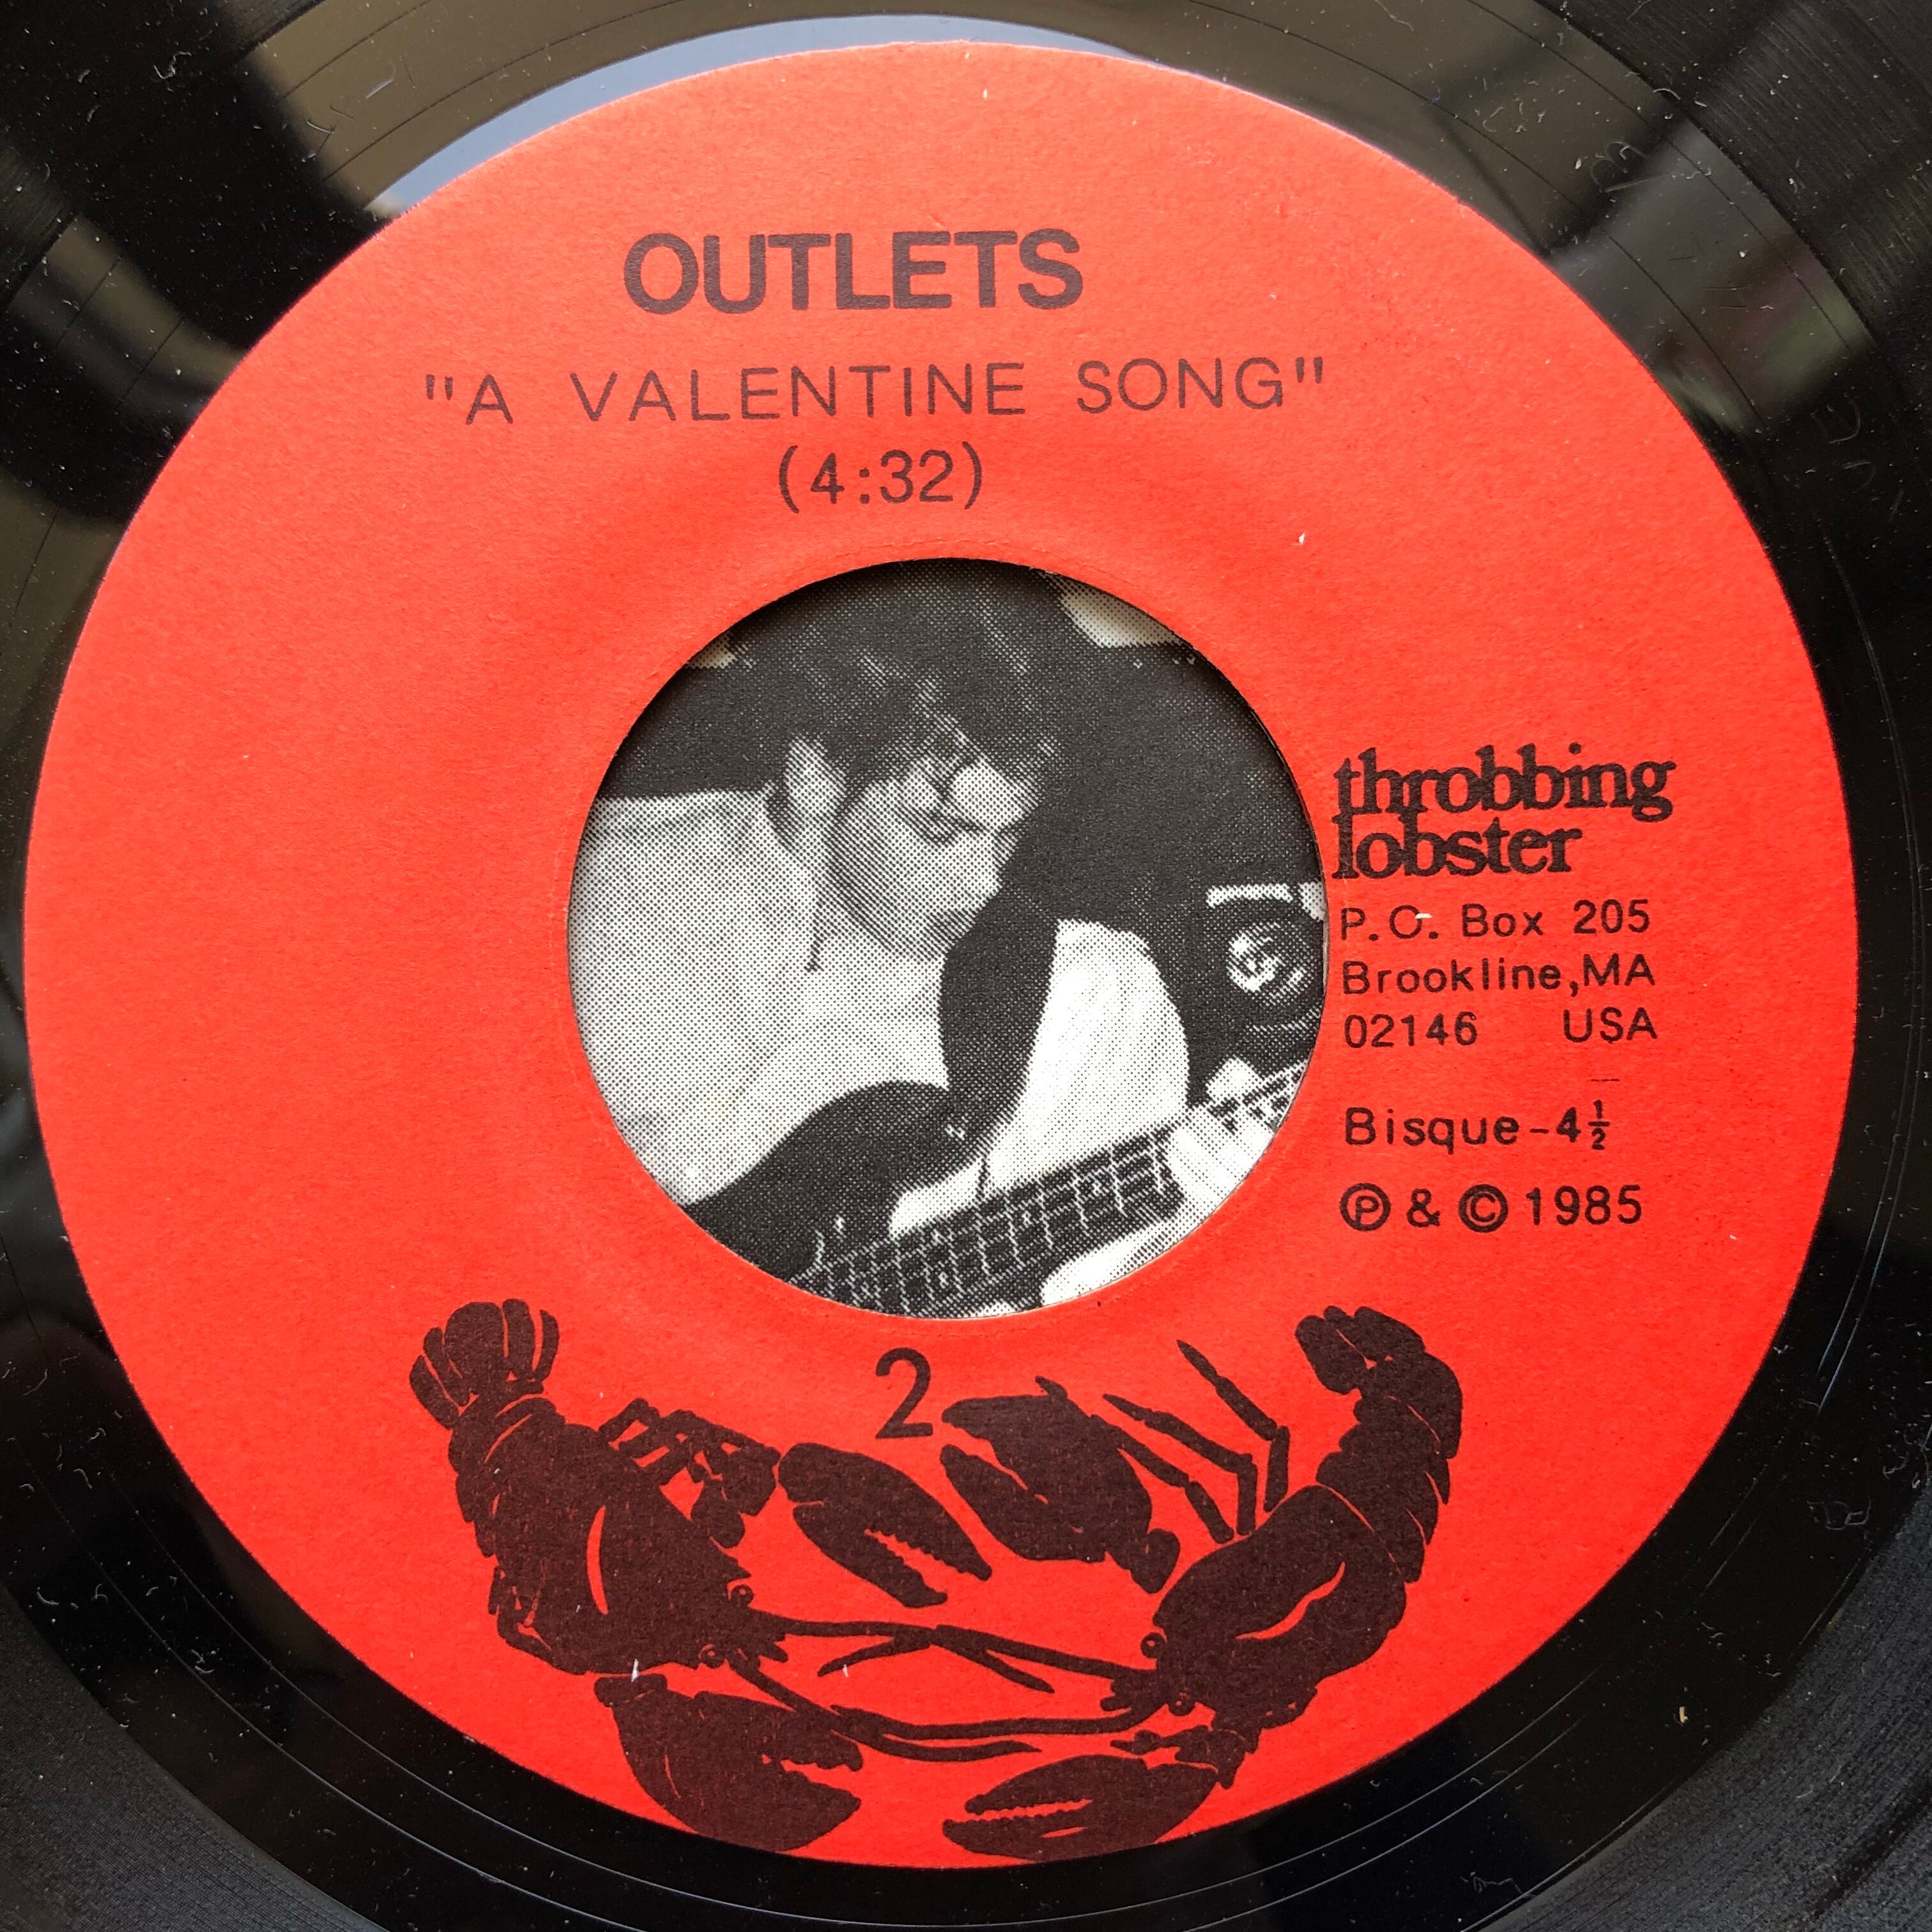 OUTLETS
"A VALENTINE SONG"
(4:32)
throbbing
lobster
P.O. Box 205
Brookline,MA
02146 USA
Bisque-4½
℗ & © 1985
2